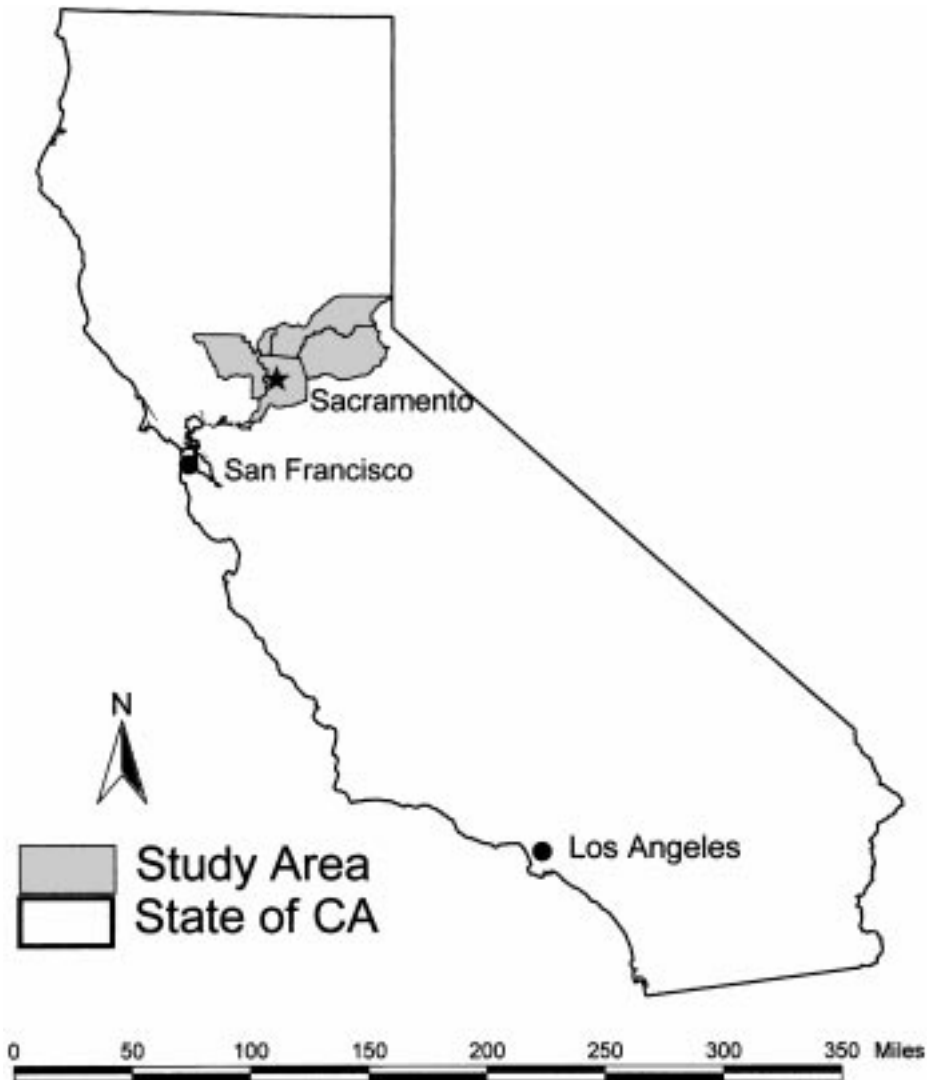 Sacramento
San Francisco
N
Los Angeles
Study Area
State of CA
0 50 100 150 200 250 300 350 Miles